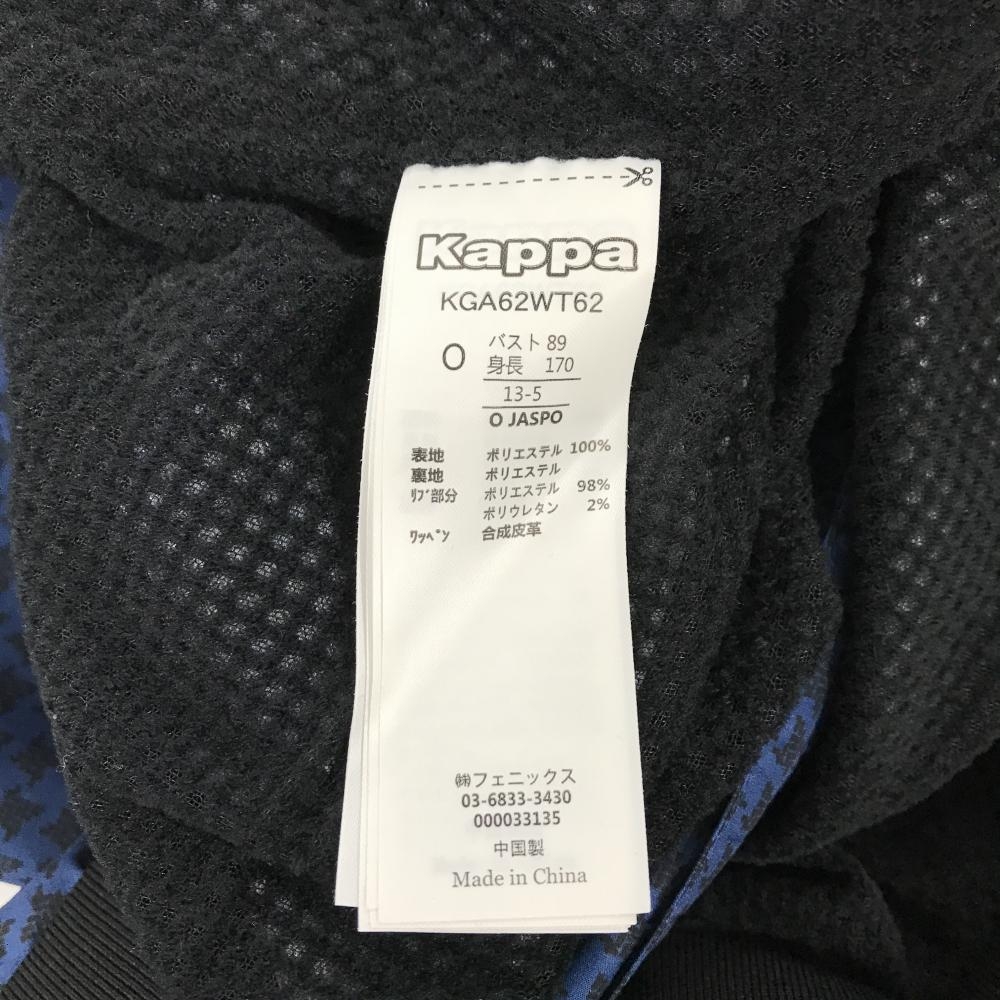 Kappa
KGA62WT62
O
バスト 89
身長 170
13-5
O JASPO
表地 ポリエステル 100%
裏地 ポリエステル
ﾘﾌﾞ部分 ポリエステル 98%
ポリウレタン 2%
ﾜｯﾍﾟﾝ 合成皮革
㈱フェニックス
03-6833-3430
000033135
中国製
Made in China